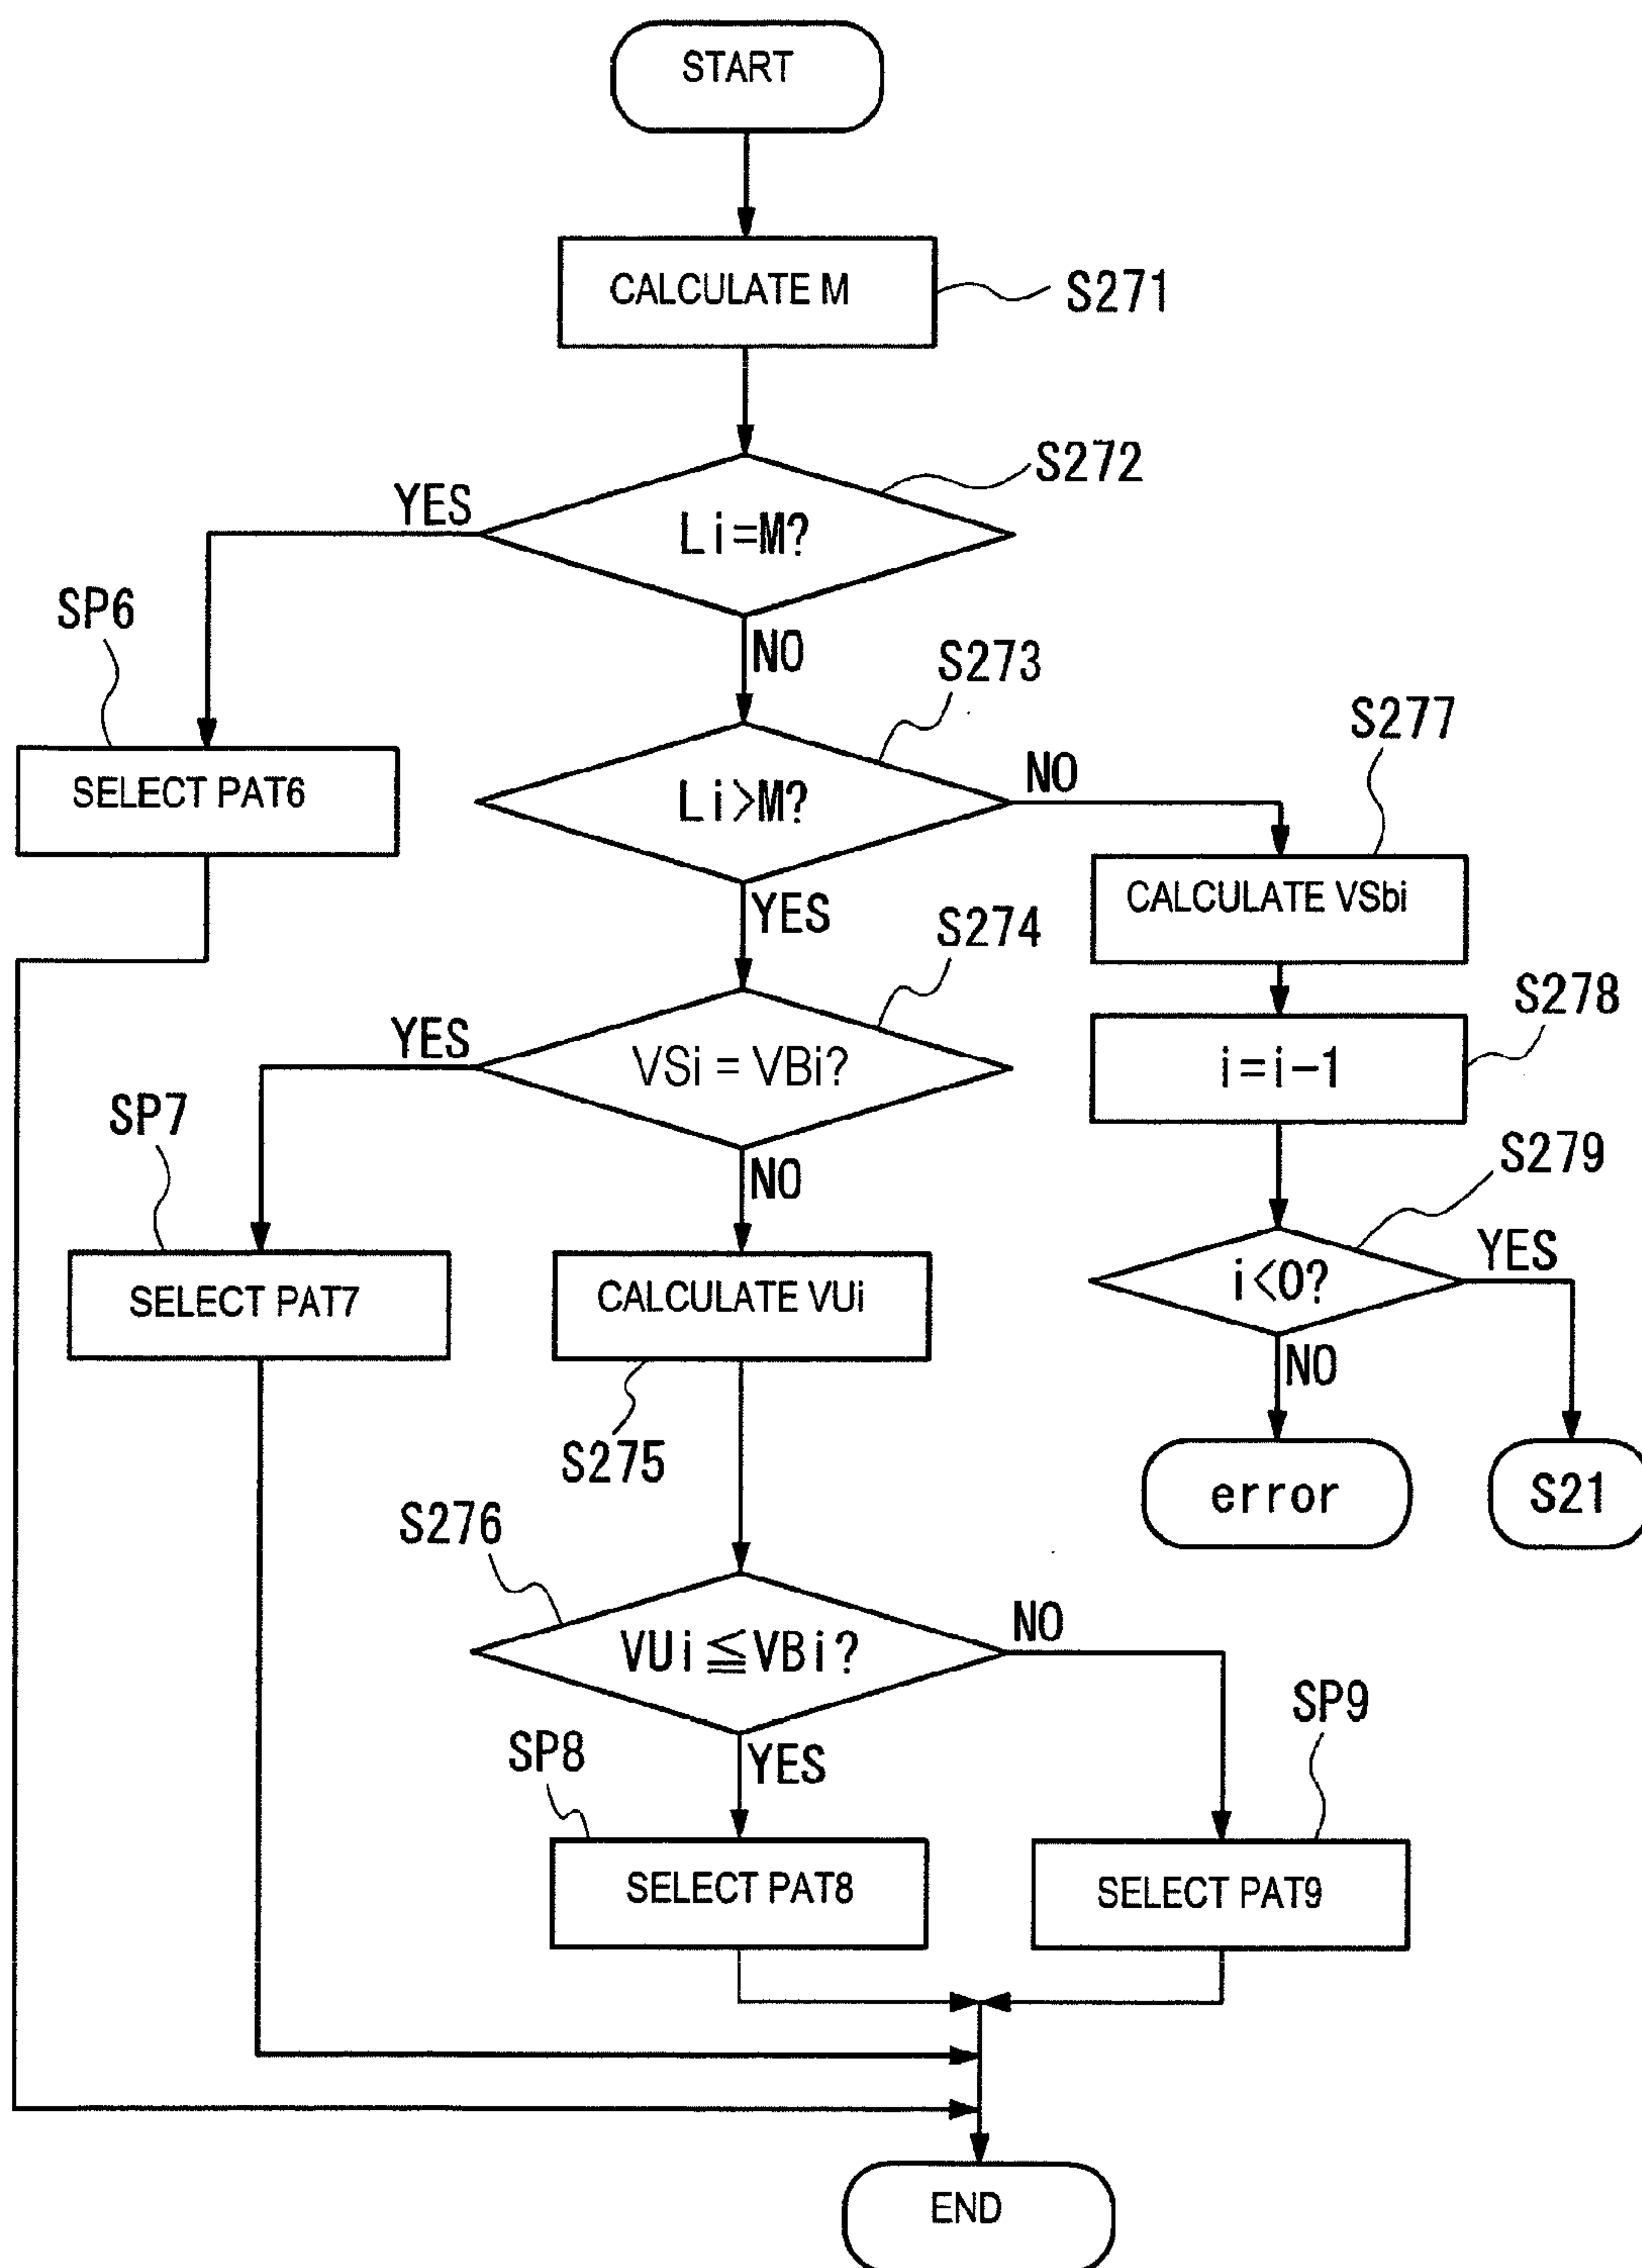 START
CALCULATE M
S271
S272
YES
Li=M?
SP6
NO
S273
S277
SELECT PAT6
Li>M?
NO
CALCULATE VSbi
YES
S274
S278
YES
VSi = VBi?
i=i-1
SP7
NO
S279
SELECT PAT7
CALCULATE VUi
i<0?
YES
NO
S275
error
S21
S276
VUi≦VBi?
NO
SP9
SP8
YES
SELECT PAT8
SELECT PAT9
END